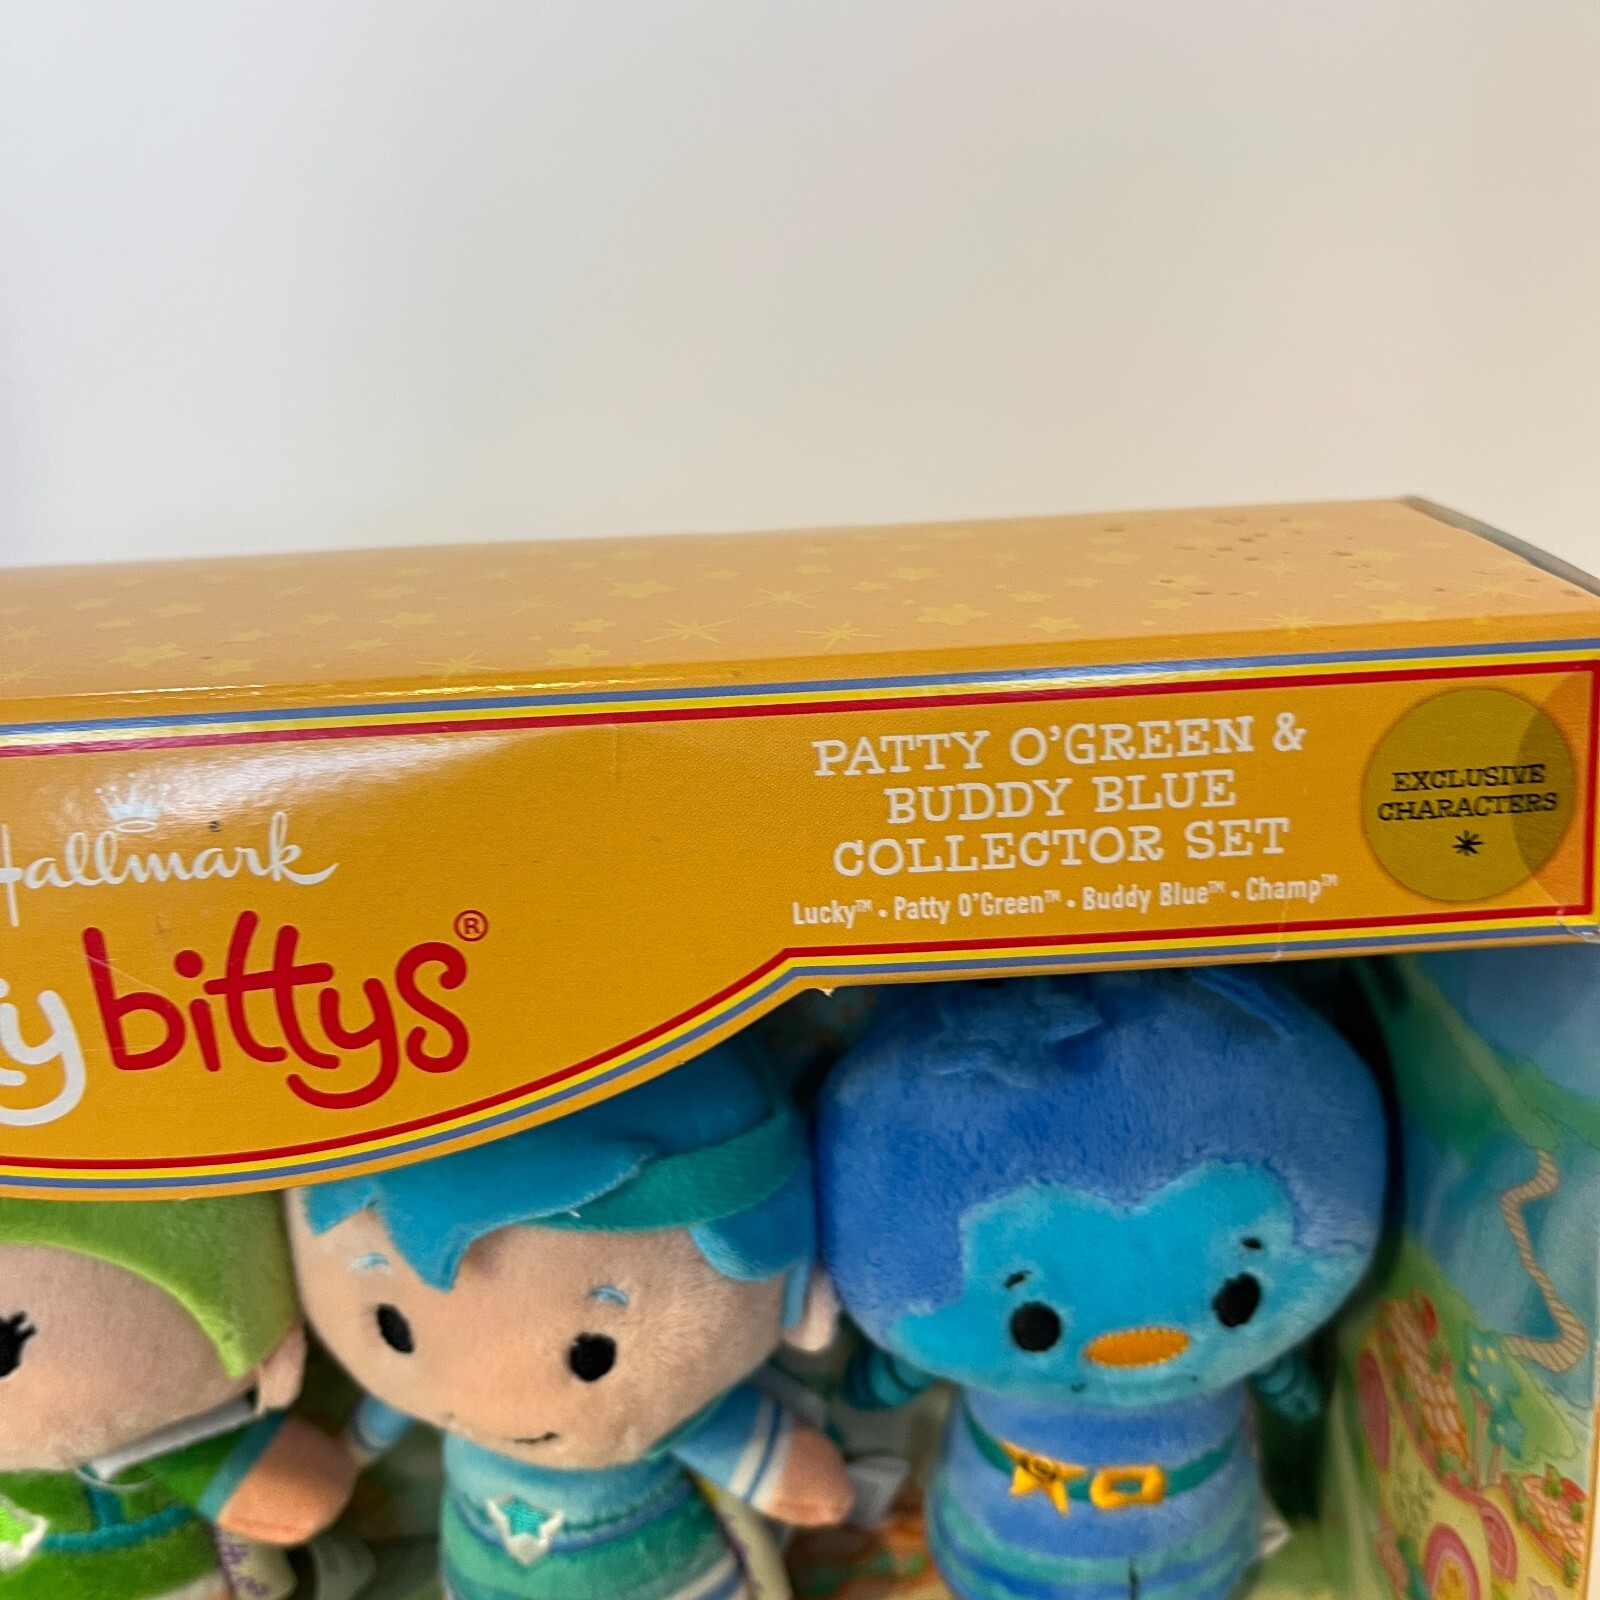 Hallmark
bittys®
PATTY O'GREEN &
BUDDY BLUE
COLLECTOR SET
Lucky™ • Patty O'Green™ • Buddy Blue™ • Champ™
EXCLUSIVE
CHARACTERS
*